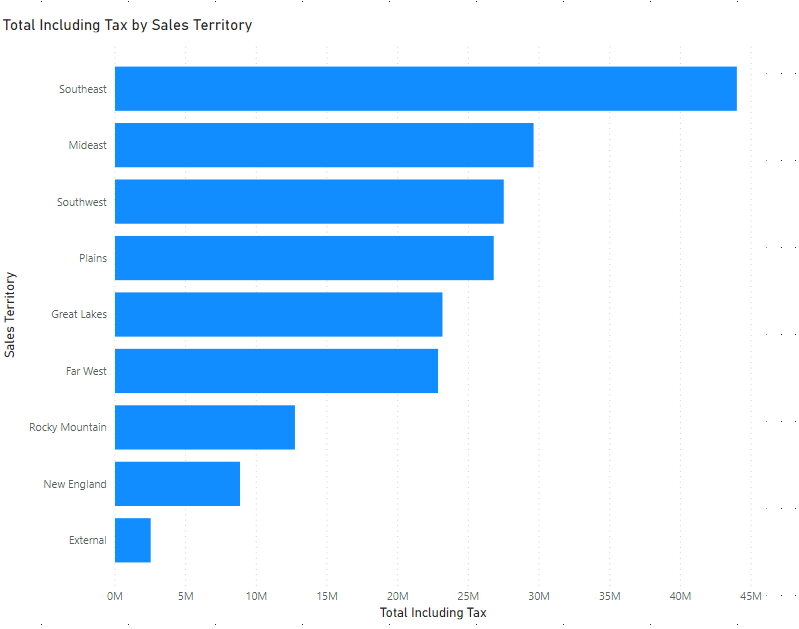 Total Including Tax by Sales Territory
Sales Territory
Southeast
Mideast
Southwest
Plains
Great Lakes
Far West
Rocky Mountain
New England
External
0M 5M 10M 15M 20M 25M 30M 35M 40M 45M
Total Including Tax